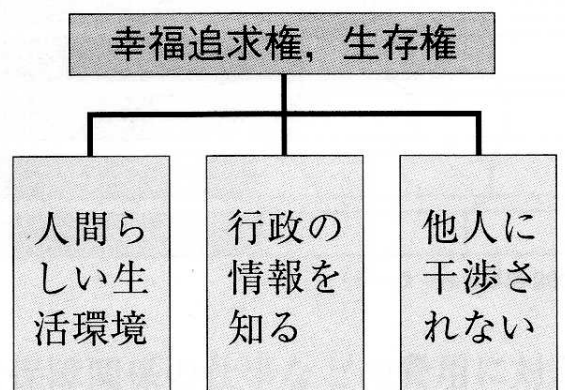 幸福追求権，生存権
人間ら
しい生
活環境
行政の
情報を
知る
他人に
干渉さ
れない